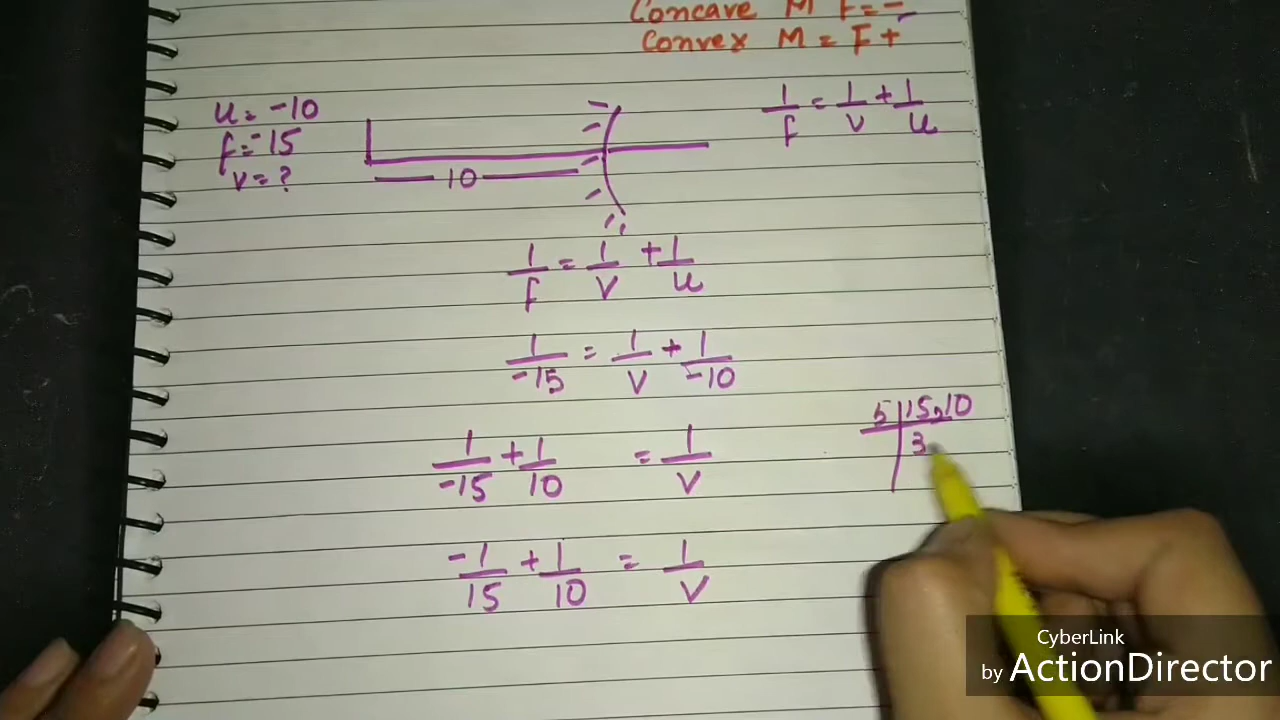 Concave M F = -
Convex M = F +
u = -10
f = -15
v = ?
10
1/f = 1/v + 1/u
1/f = 1/v + 1/u
1/-15 = 1/v + 1/-10
5 | 15, 10
3
1/-15 + 1/10 = 1/v
-1/15 + 1/10 = 1/v
CyberLink
by ActionDirector